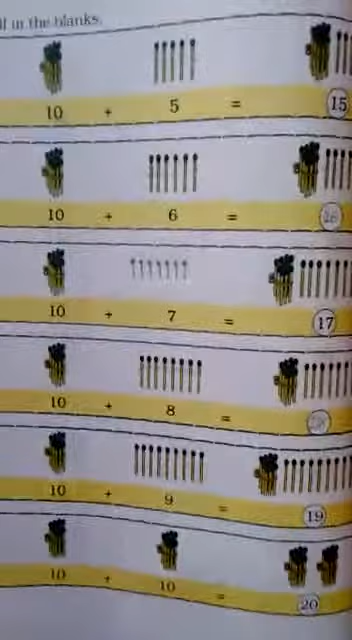 ll in the blanks.
10 + 5 = 15
10 + 6 =
10 + 7 = 17
10 + 8 =
10 + 9 = 19
10 + 10 = 20